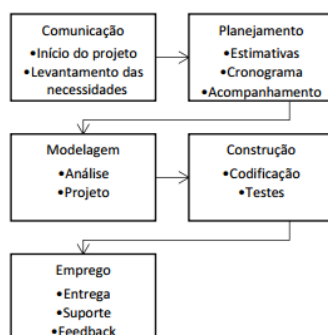 Comunicação
•Início do projeto
•Levantamento das
necessidades
Planejamento
•Estimativas
•Cronograma
•Acompanhamento
Modelagem
•Análise
•Projeto
Construção
•Codificação
•Testes
Emprego
•Entrega
•Suporte
•Feedback